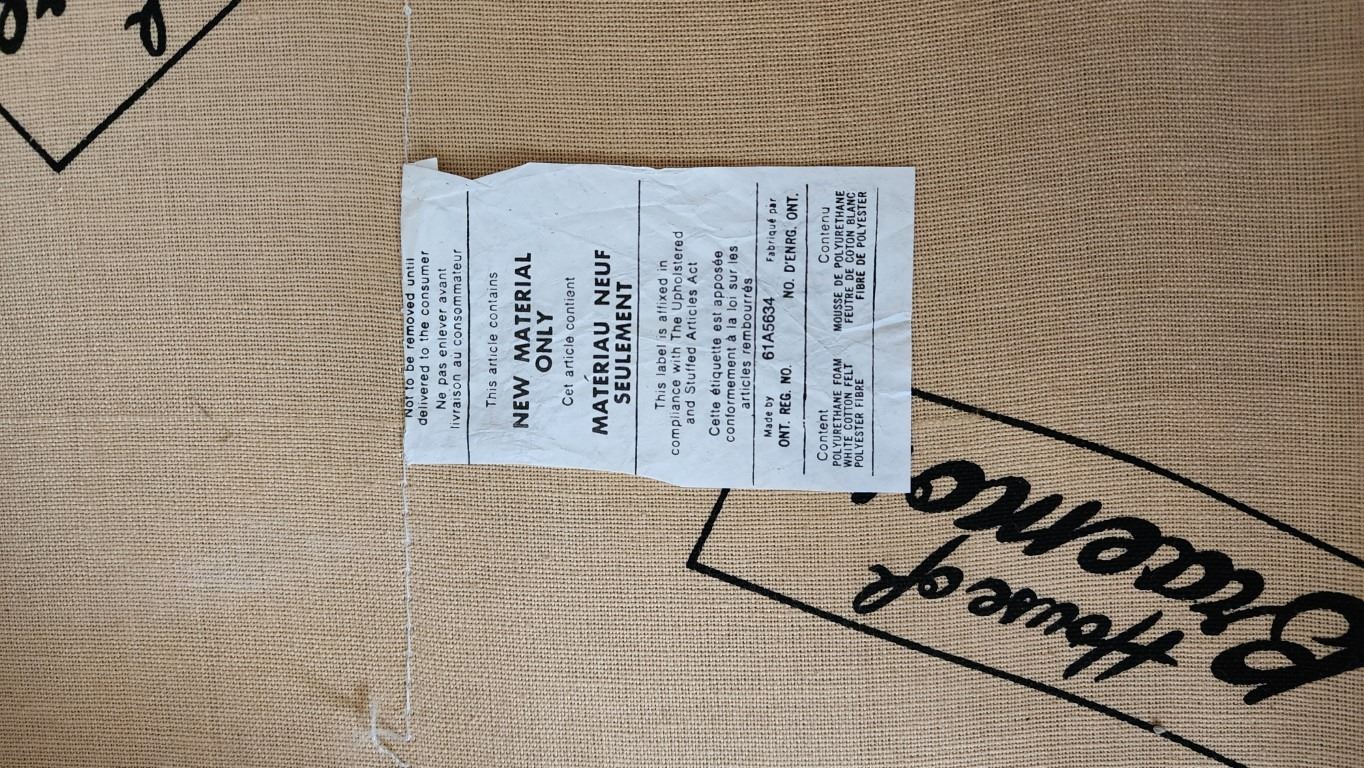 Not to be removed until
delivered to the consumer
Ne pas enlever avant
livraison au consommateur
This article contains
NEW MATERIAL
ONLY
Cet article contient
MATÉRIAU NEUF
SEULEMENT
This label is affixed in
compliance with The Upholstered
and Stuffed Articles Act
Cette étiquette est apposée
conformement à la loi sur les
articles rembourrés
Made by Fabriqué par
ONT. REG. NO. 61A5634 NO. D'ENRG. ONT.
Content Contenu
POLYURETHANE FOAM MOUSSE DE POLYURETHANE
WHITE COTTON FELT FEUTRE DE COTON BLANC
POLYESTER FIBRE FIBRE DE POLYESTER
House of